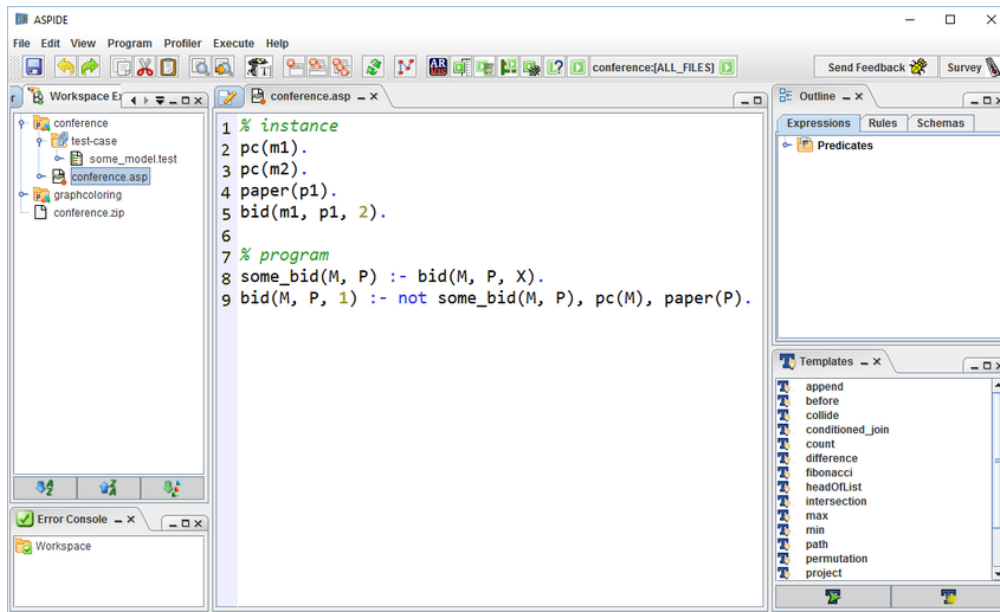 ASPIDE
File Edit View Program Profiler Execute Help
conference:[ALL_FILES]
Send Feedback
Survey
Workspace
conference
test-case
some_model.test
conference.asp
graphcoloring
conference.zip
Error Console
Workspace
conference.asp
1 % instance
2 pc(m1).
3 pc(m2).
4 paper(p1).
5 bid(m1, p1, 2).
6
7 % program
8 some_bid(M, P) :- bid(M, P, X).
9 bid(M, P, 1) :- not some_bid(M, P), pc(M), paper(P).
Outline
Expressions Rules Schemas
Predicates
Templates
append
before
collide
conditioned_join
count
difference
fibonacci
headOfList
intersection
max
min
path
permutation
project